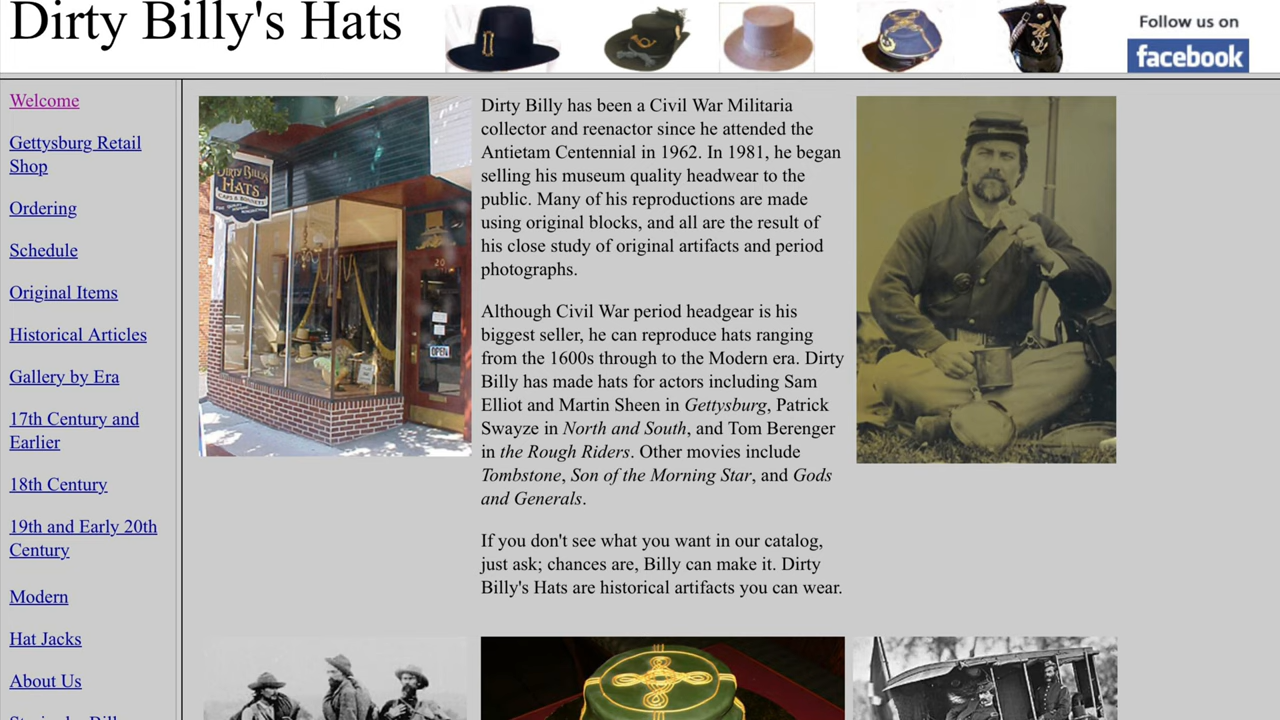 Dirty Billy's Hats
Follow us on
facebook
Welcome
Gettysburg Retail
Shop
Ordering
Schedule
Original Items
Historical Articles
Gallery by Era
17th Century and
Earlier
18th Century
19th and Early 20th
Century
Modern
Hat Jacks
About Us
DIRTY BILLY'S
HATS
CAPS & BONNETS
20
OPEN
Dirty Billy has been a Civil War Militaria
collector and reenactor since he attended the
Antietam Centennial in 1962. In 1981, he began
selling his museum quality headwear to the
public. Many of his reproductions are made
using original blocks, and all are the result of
his close study of original artifacts and period
photographs.
Although Civil War period headgear is his
biggest seller, he can reproduce hats ranging
from the 1600s through to the Modern era. Dirty
Billy has made hats for actors including Sam
Elliot and Martin Sheen in Gettysburg, Patrick
Swayze in North and South, and Tom Berenger
in the Rough Riders. Other movies include
Tombstone, Son of the Morning Star, and Gods
and Generals.
If you don't see what you want in our catalog,
just ask; chances are, Billy can make it. Dirty
Billy's Hats are historical artifacts you can wear.